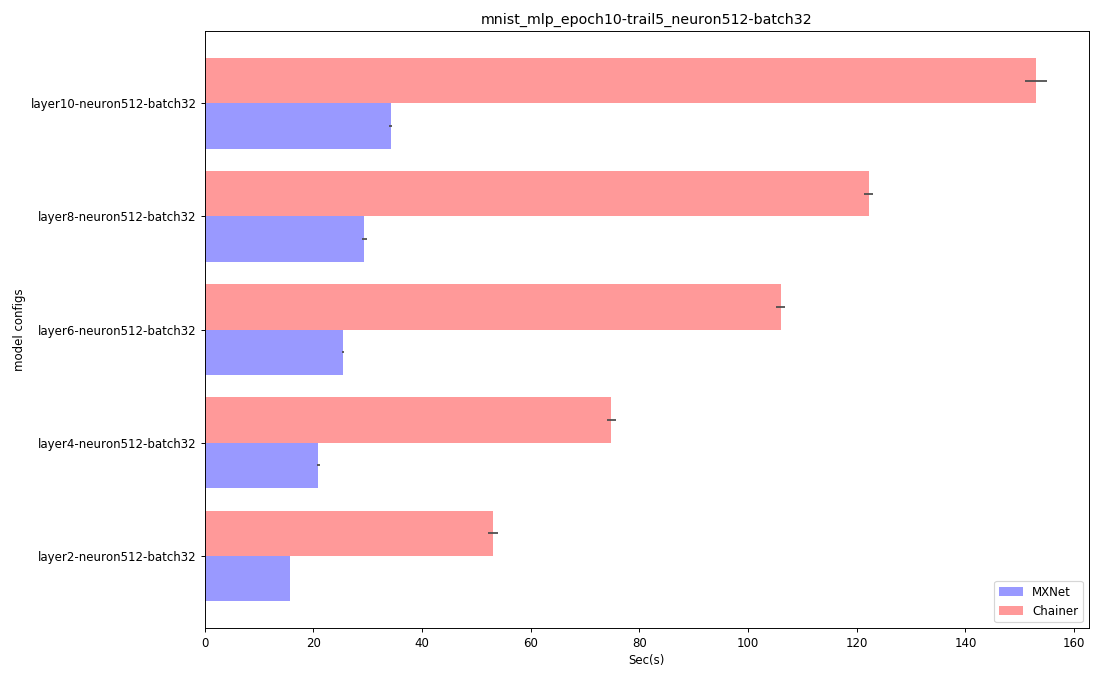 mnist_mlp_epoch10-trail5_neuron512-batch32
model configs
layer10-neuron512-batch32
layer8-neuron512-batch32
layer6-neuron512-batch32
layer4-neuron512-batch32
layer2-neuron512-batch32
MXNet
Chainer
0 20 40 60 80 100 120 140 160
Sec(s)